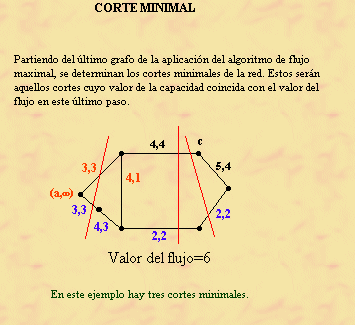 CORTE MINIMAL
Partiendo del último grafo de la aplicación del algoritmo de flujo
maximal, se determinan los cortes minimales de la red. Estos serán
aquellos cortes cuyo valor de la capacidad coincida con el valor del
flujo en este último paso.
4,4
c
3,3
4,1
5,4
(a,∞)
3,3
4,3
2,2
2,2
Valor del flujo=6
En este ejemplo hay tres cortes minimales.